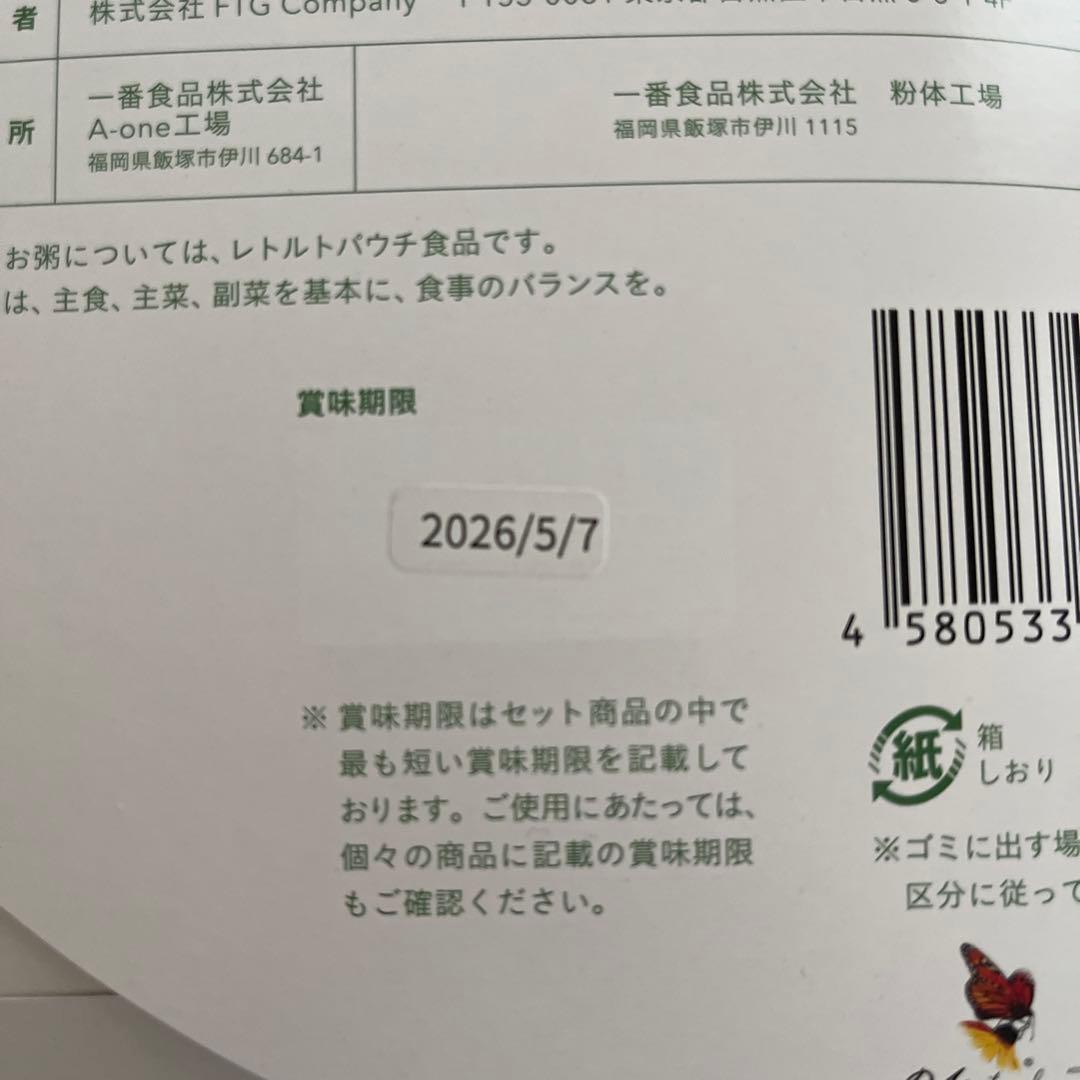 者
株式会社 FTG Company
所
一番食品株式会社
A-one工場
福岡県飯塚市伊川 684-1
一番食品株式会社 粉体工場
福岡県飯塚市伊川 1115
お粥については、レトルトパウチ食品です。
は、主食、主菜、副菜を基本に、食事のバランスを。
賞味期限
2026/5/7
4 580533
※ 賞味期限はセット商品の中で
最も短い賞味期限を記載して
おります。ご使用にあたっては、
個々の商品に記載の賞味期限
もご確認ください。
紙
箱
しおり
※ゴミに出す場
区分に従って